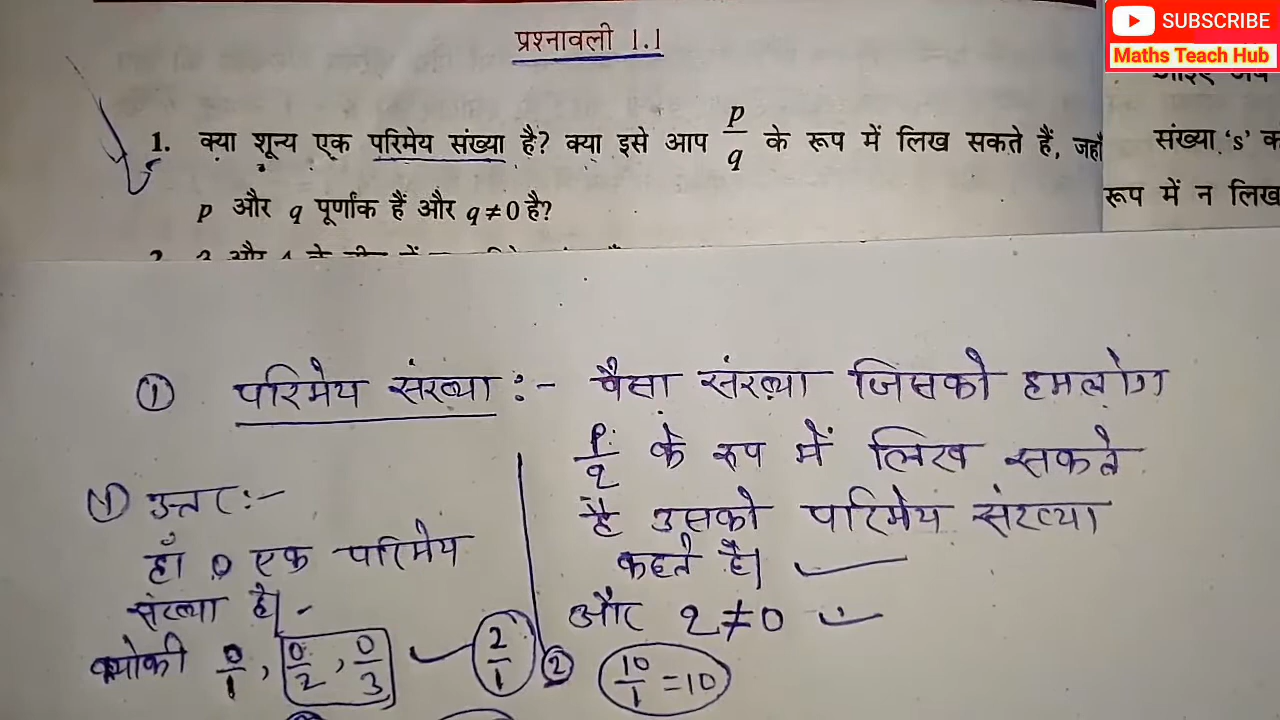 SUBSCRIBE
Maths Teach Hub
प्रश्नावली 1.1
1. क्या शून्य एक परिमेय संख्या है? क्या इसे आप p/q के रूप में लिख सकते हैं, जहाँ
p और q पूर्णांक हैं और q ≠ 0 है?
संख्या 's' क
रूप में न लिख
① परिमेय संख्या :- वैसा संख्या जिसको हमलोग
p/q के रुप में लिख सकते
है उसको परिमेय संख्या
कहते है।
और q ≠ 0
① उत्तर :-
हाँ 0 एक परिमेय
संख्या है।
क्योकी 0/1, 0/2, 0/3
2/1
② 10/1 = 10